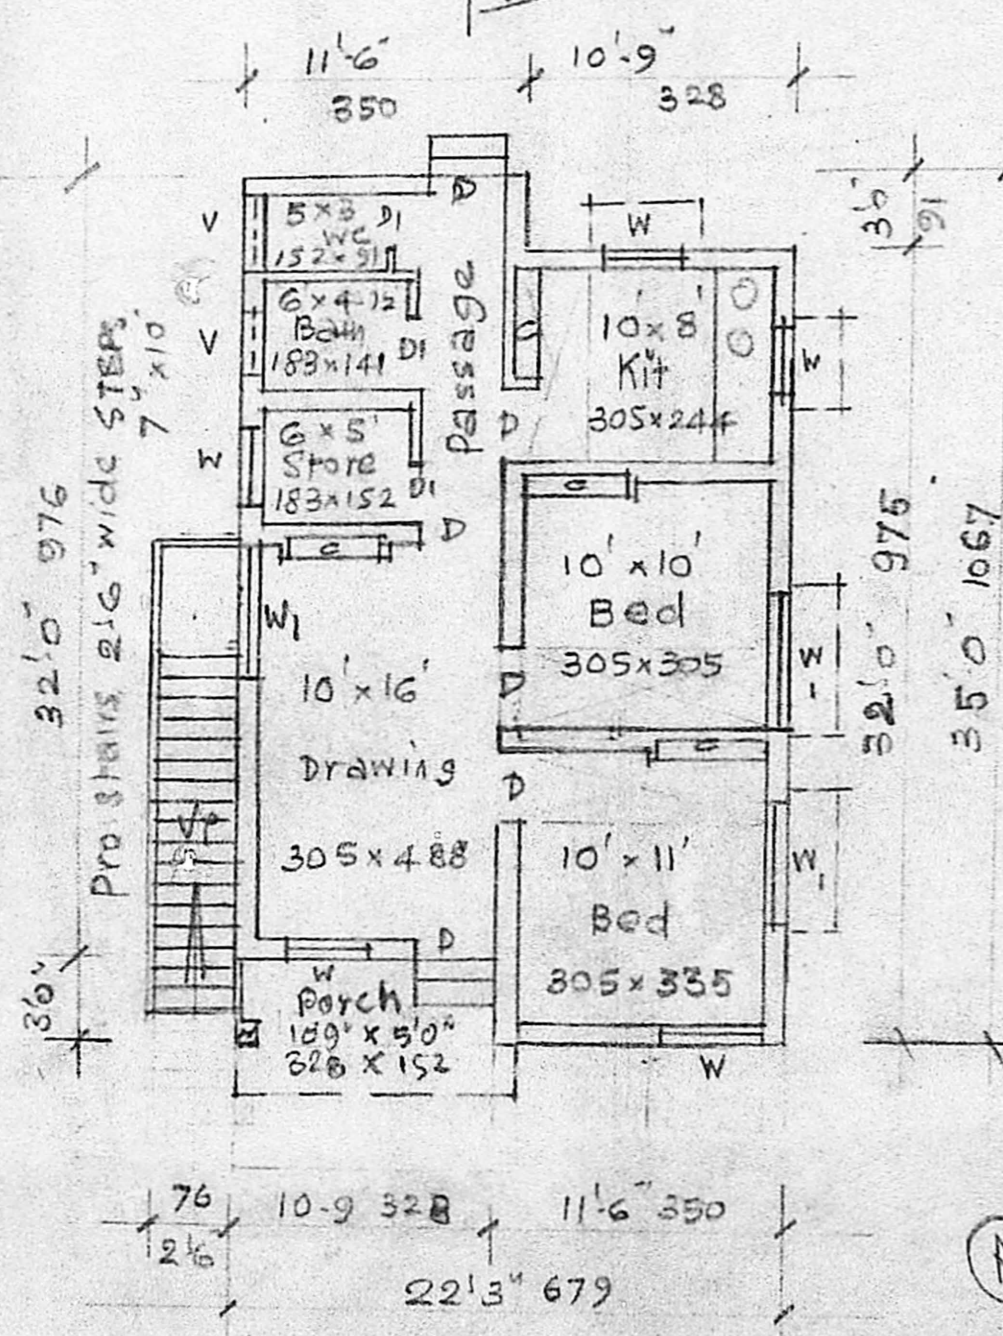 11'-6" 10'-9"
350 328
3'0"
91
V
5 x 3 D1
WC
152 x 91
D
W
V
6' x 4'-7½
Bath
183 x 141
D1
Passage
C
10' x 8'
Kit
305 x 244
W
D
W
6' x 5'
Store
183 x 152
D1
C
D
C
10' x 10'
Bed
305 x 305
W1
W1
10' x 16'
Drawing
305 x 488
D
C
D
10' x 11'
Bed
305 x 335
W1
Up
D
W
Porch
10'9" x 5'0"
328 x 152
W
Pro. stairs 2'6" wide STEPS
7" x 10"
32'0" 976
3'0"
32'0" 975
35'0" 1067
76 10-9 328 11'-6" 350
2'6
22'3" 679